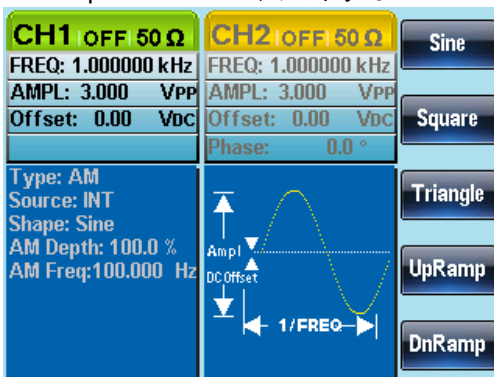 CH1 OFF 50 Ω
FREQ: 1.000000 kHz
AMPL: 3.000 VPP
Offset: 0.00 VDC
CH2 OFF 50 Ω
FREQ: 1.000000 kHz
AMPL: 3.000 VPP
Offset: 0.00 VDC
Phase: 0.0 °
Type: AM
Source: INT
Shape: Sine
AM Depth: 100.0 %
AM Freq:100.000 Hz
Ampl
DC Offset
1/FREQ
Sine
Square
Triangle
UpRamp
DnRamp